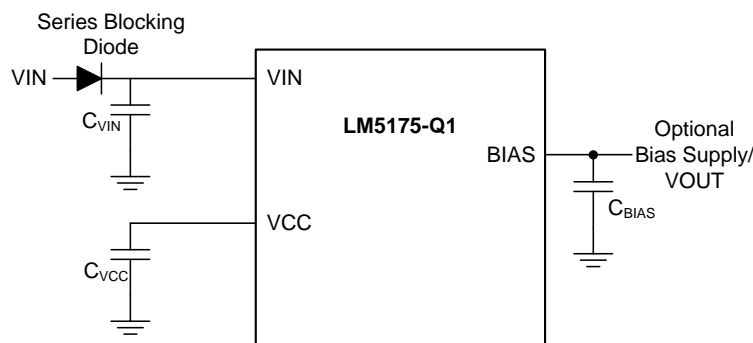 Series Blocking
Diode
VIN
VIN
C_VIN
LM5175-Q1
BIAS
Optional
Bias Supply/
VOUT
C_BIAS
VCC
C_VCC